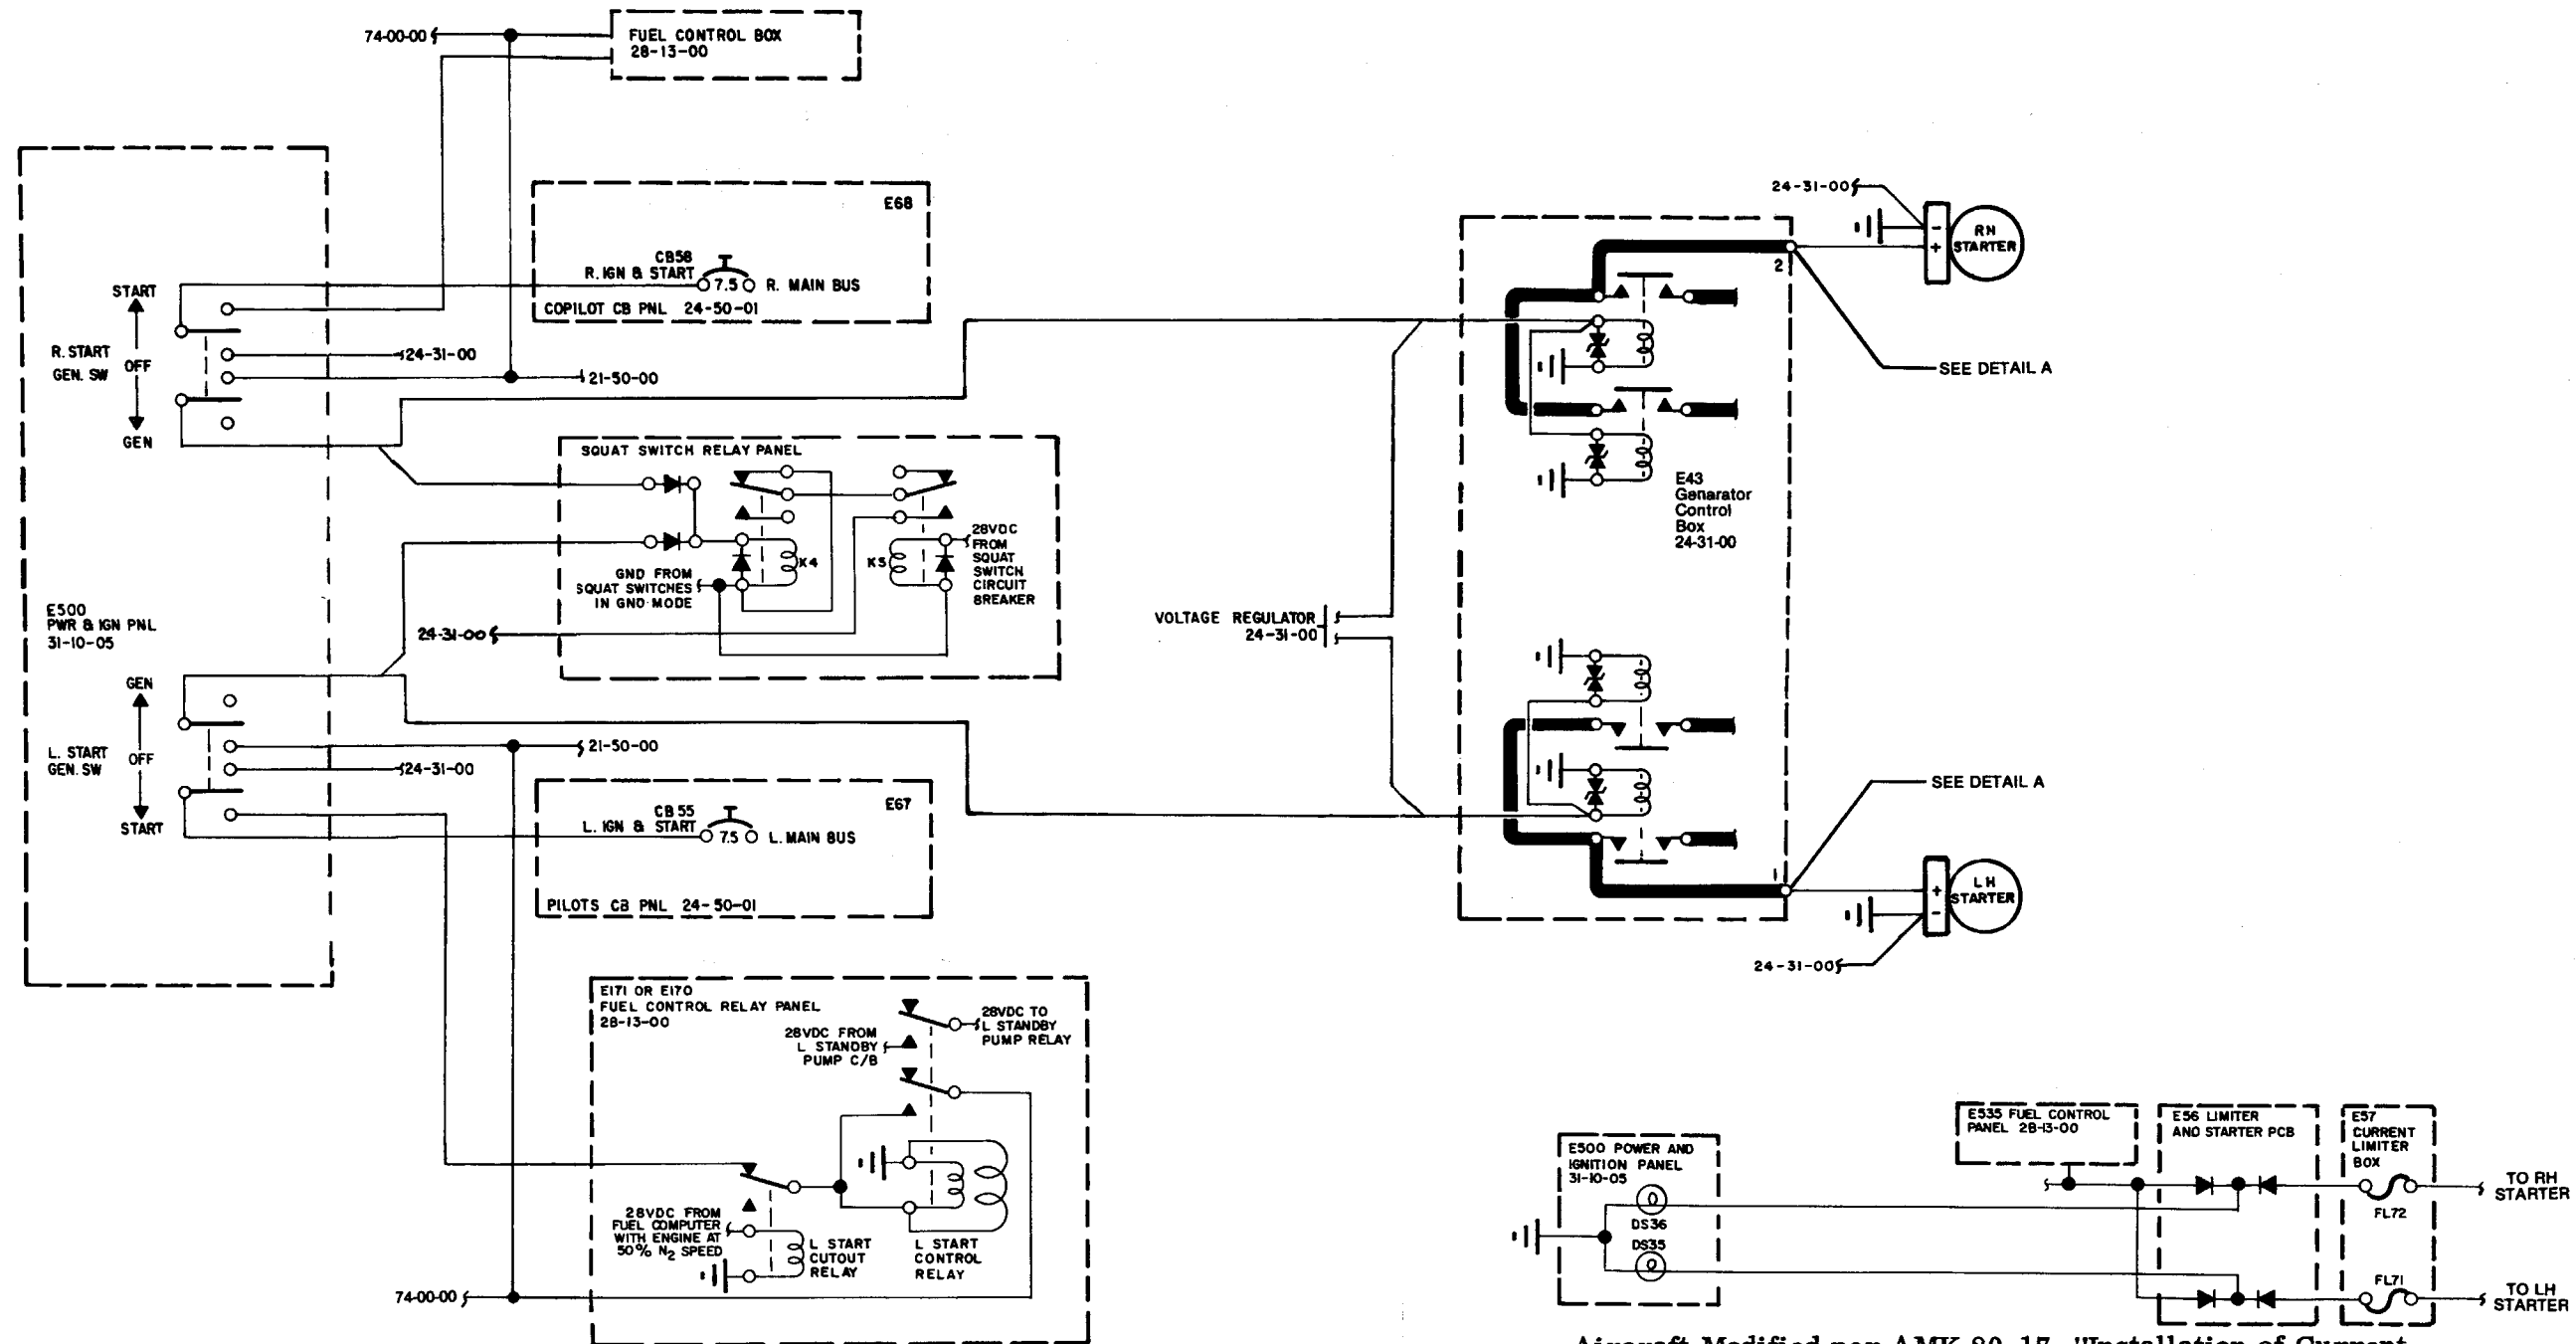 74-00-00
FUEL CONTROL BOX
28-13-00
E68
CB58
R. IGN & START
7.5
R. MAIN BUS
COPILOT CB PNL 24-50-01
START
R. START
GEN. SW
OFF
GEN
24-31-00
21-50-00
SQUAT SWITCH RELAY PANEL
K4
K5
28VDC
FROM
SQUAT
SWITCH
CIRCUIT
BREAKER
GND FROM
SQUAT SWITCHES
IN GND MODE
24-31-00
E500
PWR & IGN PNL
31-10-05
GEN
L. START
GEN. SW
OFF
START
21-50-00
24-31-00
E67
CB 55
L. IGN & START
7.5
L. MAIN BUS
PILOTS CB PNL 24-50-01
VOLTAGE REGULATOR
24-31-00
24-31-00
-
+
RH
STARTER
2
SEE DETAIL A
E43
Genarator
Control
Box
24-31-00
SEE DETAIL A
1
+
-
LH
STARTER
24-31-00
E171 OR E170
FUEL CONTROL RELAY PANEL
28-13-00
28VDC TO
L STANDBY
PUMP RELAY
28VDC FROM
L STANDBY
PUMP C/B
28VDC FROM
FUEL COMPUTER
WITH ENGINE AT
50% N2 SPEED
L START
CUTOUT
RELAY
L START
CONTROL
RELAY
74-00-00
E500 POWER AND
IGNITION PANEL
31-10-05
DS36
DS35
E535 FUEL CONTROL
PANEL 28-13-00
E56 LIMITER
AND STARTER PCB
E57
CURRENT
LIMITER
BOX
FL72
FL71
TO RH
STARTER
TO LH
STARTER
Aircraft Modified per AMK 80-17, "Installation of Current